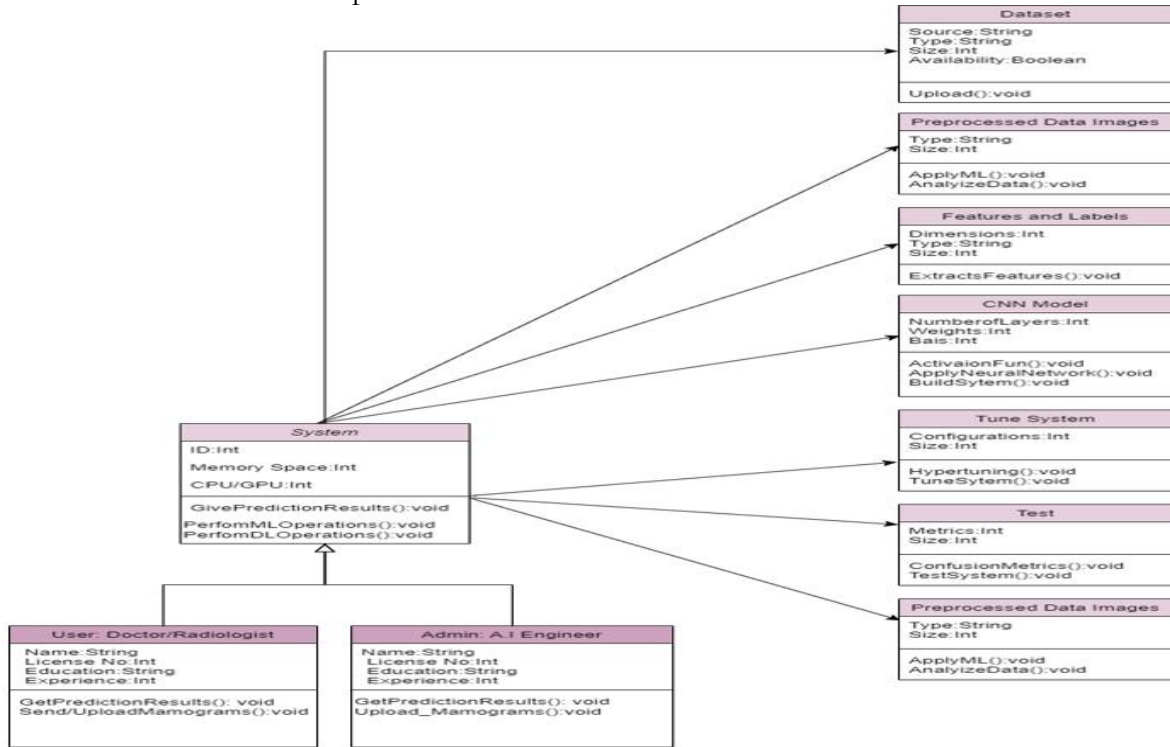 Dataset
Source:String
Type:String
Size:Int
Availability:Boolean
Upload():void
Preprocessed Data Images
Type:String
Size:Int
ApplyML():void
AnalyizeData():void
Features and Labels
Dimensions:Int
Type:String
Size:Int
ExtractsFeatures():void
CNN Model
NumberofLayers:Int
Weights:Int
Bais:Int
ActivaionFun():void
ApplyNeuralNetwork():void
BuildSytem():void
System
ID:Int
Memory Space:Int
CPU/GPU:Int
GivePredictionResults():void
PerfomMLOperations():void
PerfomDLOperations():void
Tune System
Configurations:Int
Size:Int
Hypertuning():void
TuneSytem():void
Test
Metrics:Int
Size:Int
ConfusionMetrics():void
TestSystem():void
Preprocessed Data Images
Type:String
Size:Int
ApplyML():void
AnalyizeData():void
User: Doctor/Radiologist
Name:String
License No:Int
Education:String
Experience:Int
GetPredictionResults(): void
Send/UploadMamograms():void
Admin: A.I Engineer
Name:String
License No:Int
Education:String
Experience:Int
GetPredictionResults(): void
Upload_Mamograms():void